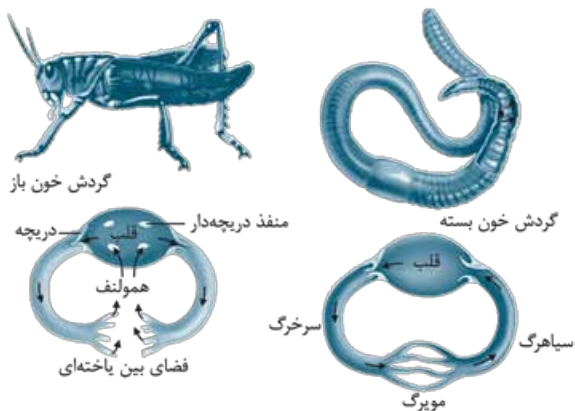 گردش خون باز
گردش خون بسته
منفذ دریچه‌دار
دریچه
قلب
همولنف
فضای بین یاخته‌ای
قلب
سرخرگ
سیاهرگ
مویرگ